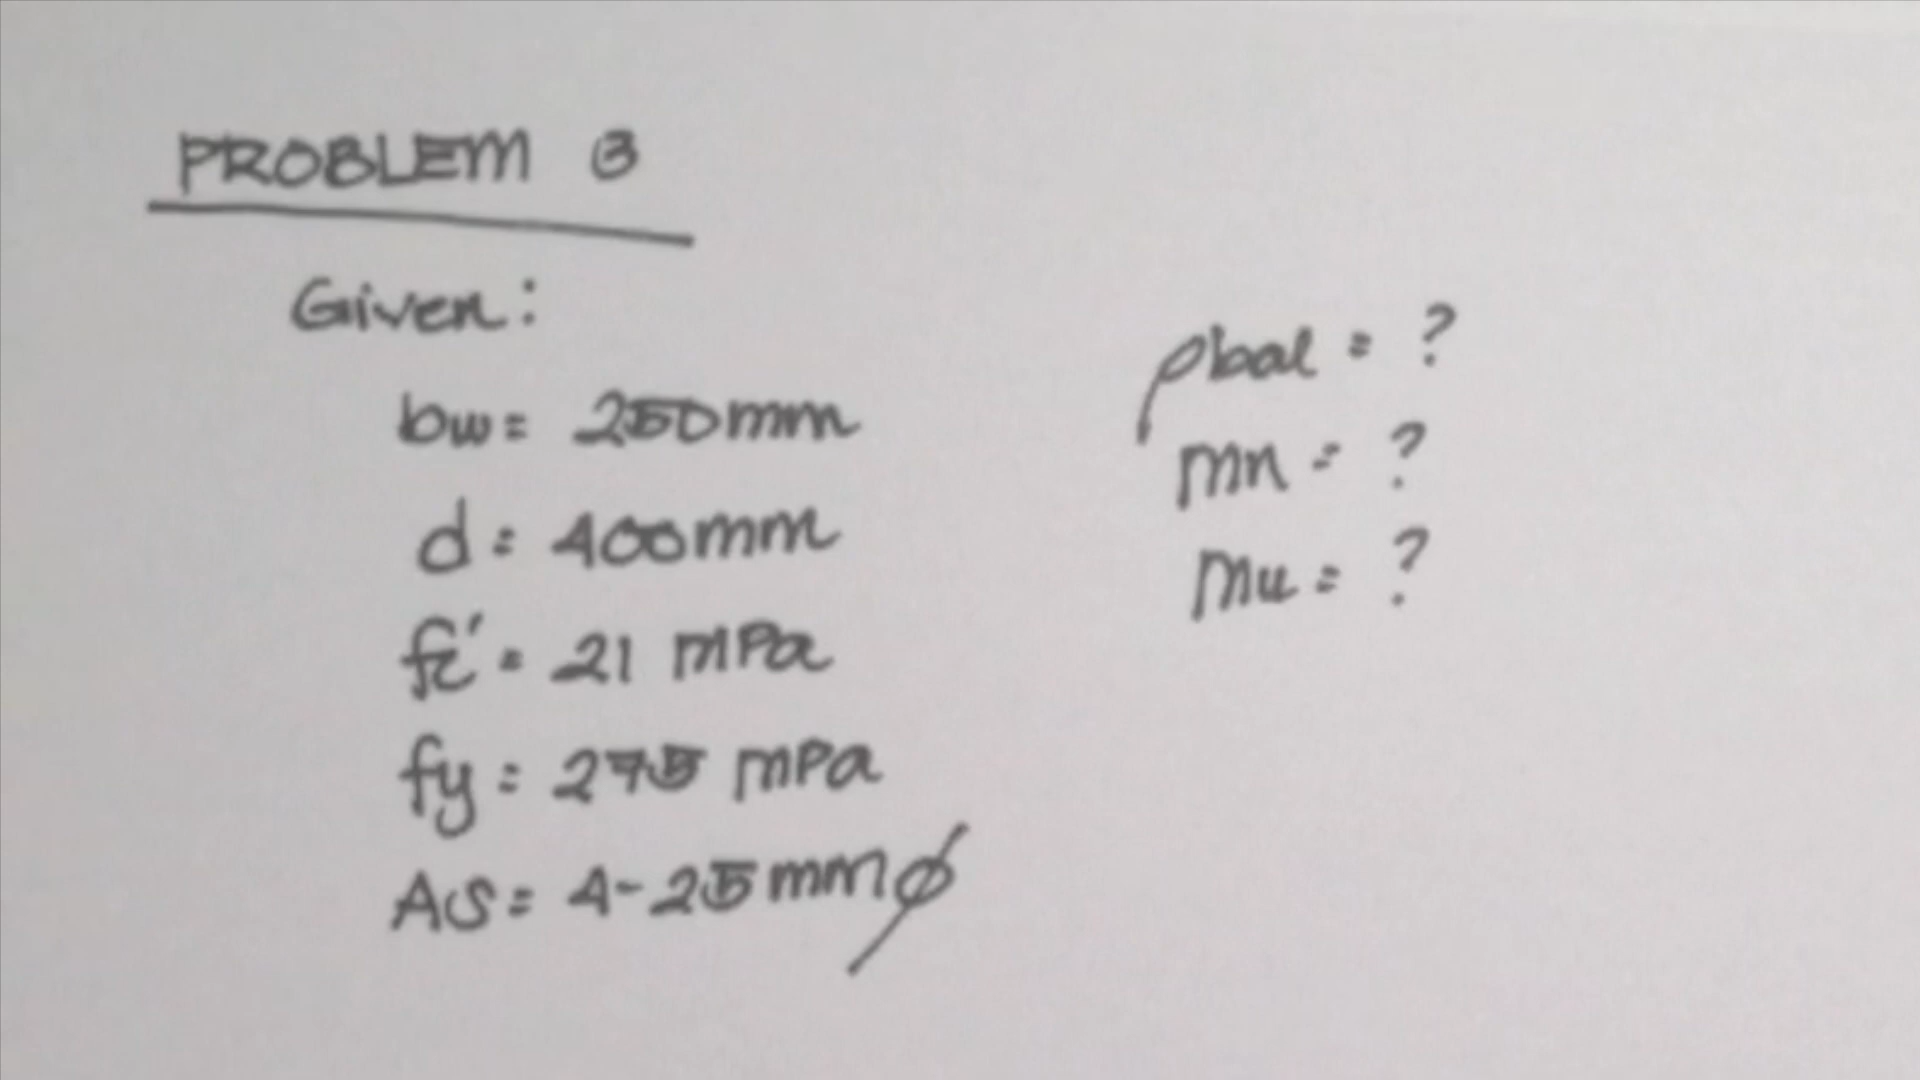 PROBLEM 3
Given:
bw= 250mm
d= 400mm
fc'= 21 MPa
fy= 275 MPa
As= 4-25mmϕ
ρbal= ?
Mn= ?
Mu= ?